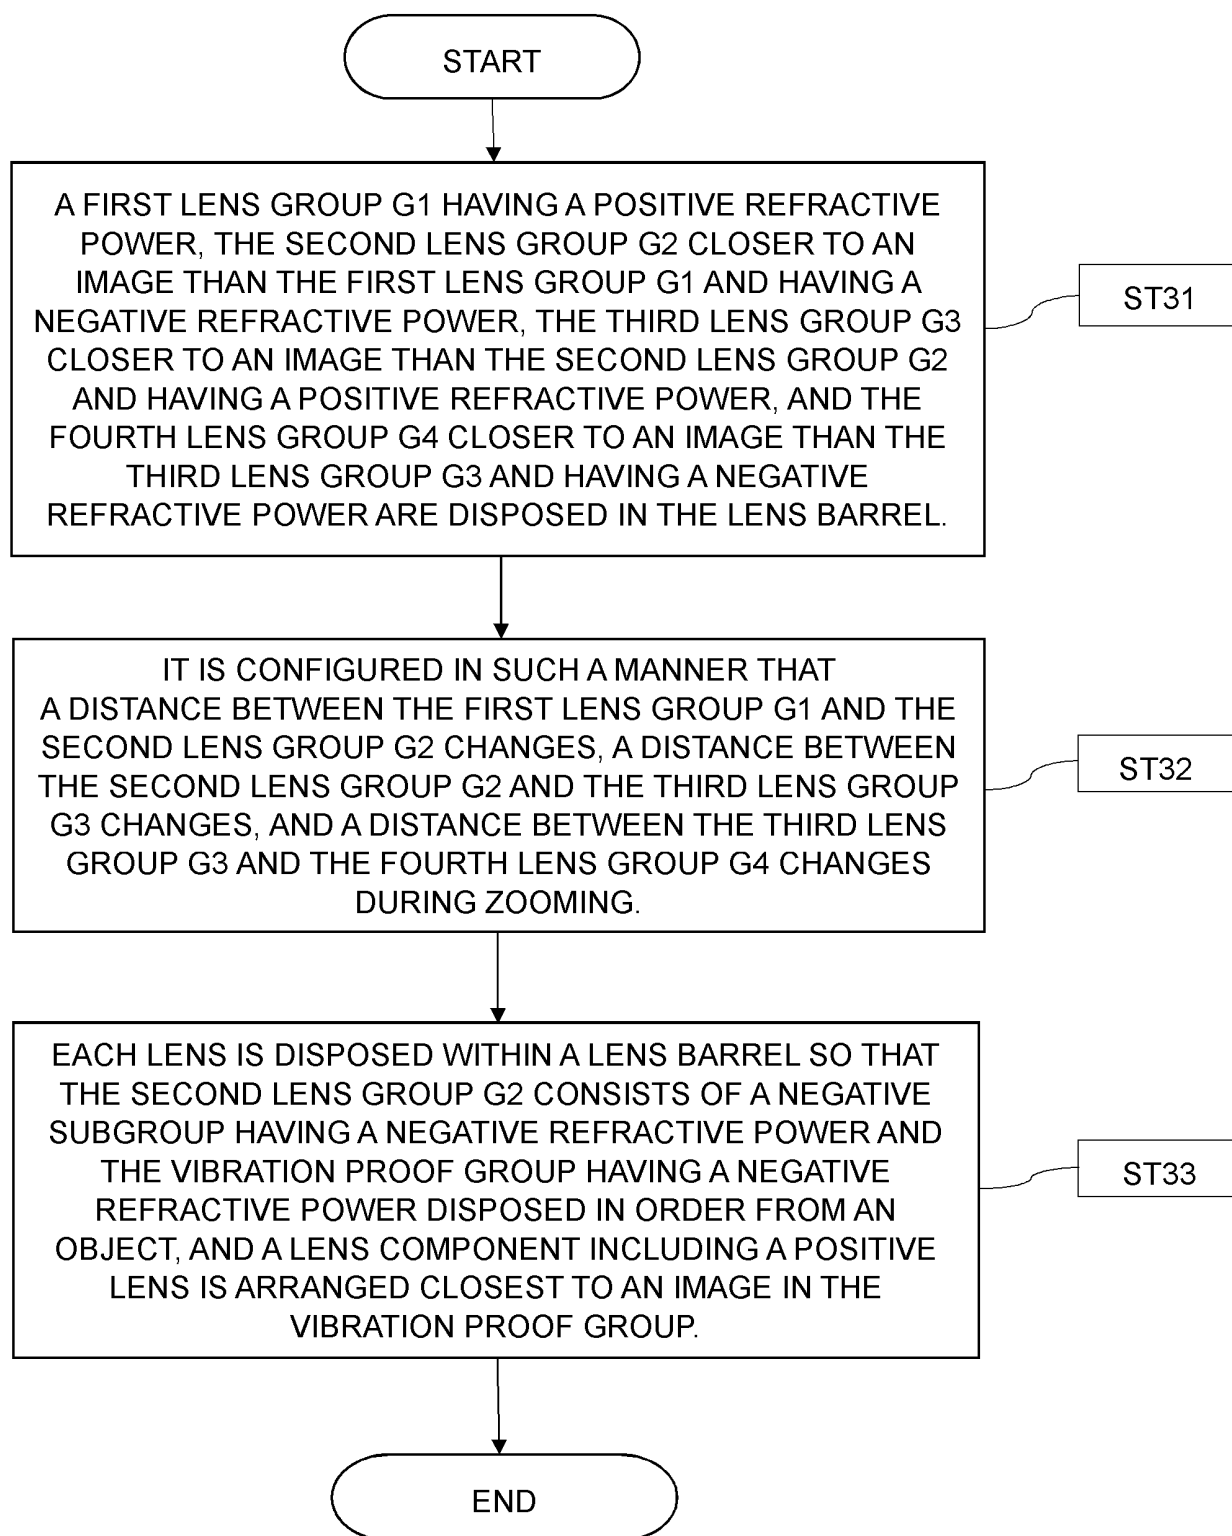 START
A FIRST LENS GROUP G1 HAVING A POSITIVE REFRACTIVE
POWER, THE SECOND LENS GROUP G2 CLOSER TO AN
IMAGE THAN THE FIRST LENS GROUP G1 AND HAVING A
NEGATIVE REFRACTIVE POWER, THE THIRD LENS GROUP G3
CLOSER TO AN IMAGE THAN THE SECOND LENS GROUP G2
AND HAVING A POSITIVE REFRACTIVE POWER, AND THE
FOURTH LENS GROUP G4 CLOSER TO AN IMAGE THAN THE
THIRD LENS GROUP G3 AND HAVING A NEGATIVE
REFRACTIVE POWER ARE DISPOSED IN THE LENS BARREL.
ST31
IT IS CONFIGURED IN SUCH A MANNER THAT
A DISTANCE BETWEEN THE FIRST LENS GROUP G1 AND THE
SECOND LENS GROUP G2 CHANGES, A DISTANCE BETWEEN
THE SECOND LENS GROUP G2 AND THE THIRD LENS GROUP
G3 CHANGES, AND A DISTANCE BETWEEN THE THIRD LENS
GROUP G3 AND THE FOURTH LENS GROUP G4 CHANGES
DURING ZOOMING.
ST32
EACH LENS IS DISPOSED WITHIN A LENS BARREL SO THAT
THE SECOND LENS GROUP G2 CONSISTS OF A NEGATIVE
SUBGROUP HAVING A NEGATIVE REFRACTIVE POWER AND
THE VIBRATION PROOF GROUP HAVING A NEGATIVE
REFRACTIVE POWER DISPOSED IN ORDER FROM AN
OBJECT, AND A LENS COMPONENT INCLUDING A POSITIVE
LENS IS ARRANGED CLOSEST TO AN IMAGE IN THE
VIBRATION PROOF GROUP.
ST33
END